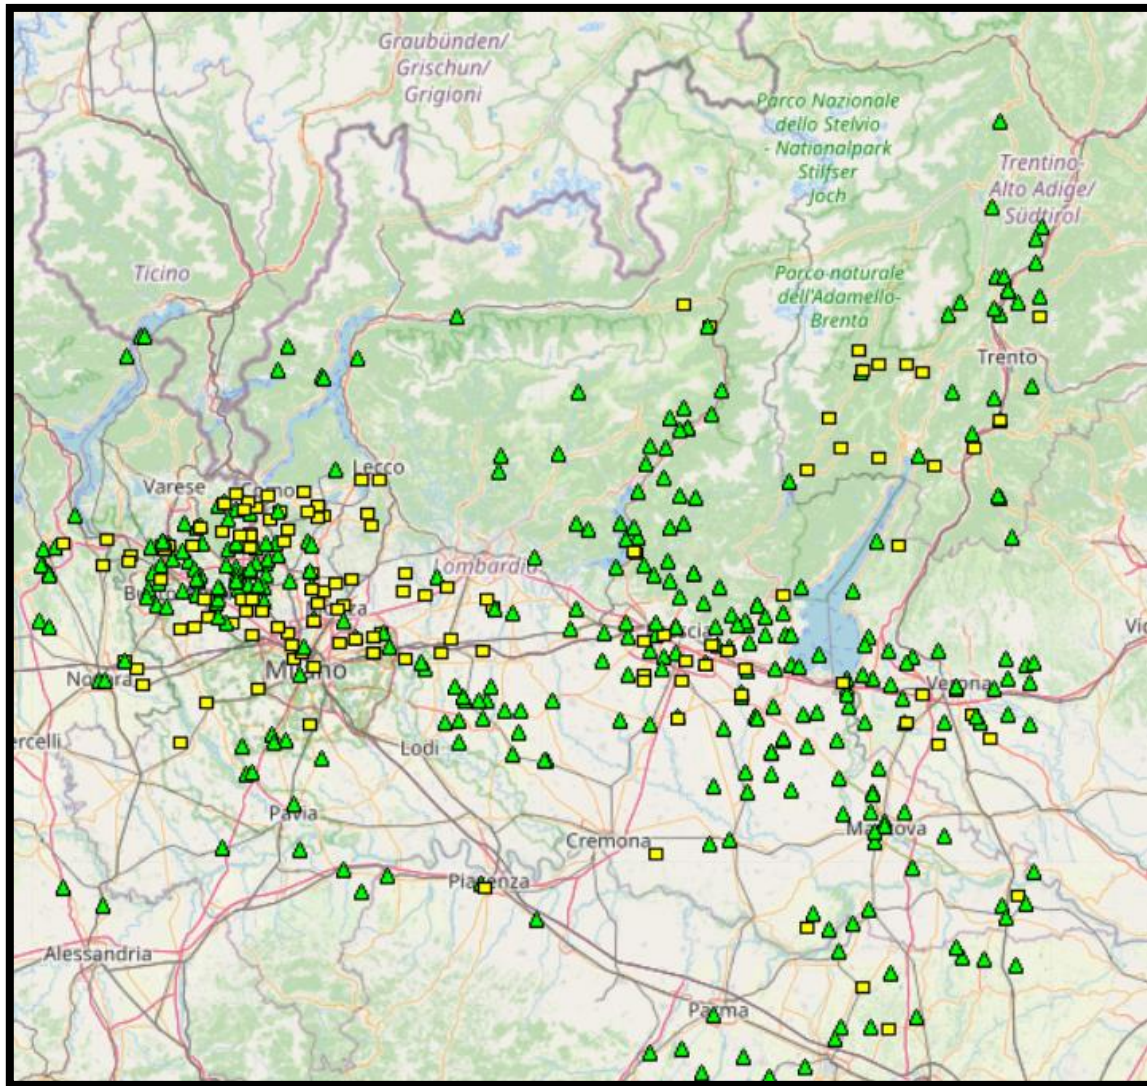 Graubünden/
Grischun/
Grigioni
Parco Nazionale
dello Stelvio
- Nationalpark
Stilfser
Joch
Trentino-
Alto Adige/
Südtirol
Ticino
Parco naturale
dell'Adamello-
Brenta
Trento
Lecco
Varese
Como
Lombardia
Milano
Novara
Verona
Lodi
Pavia
Cremona
Mantova
Piacenza
Alessandria
Parma